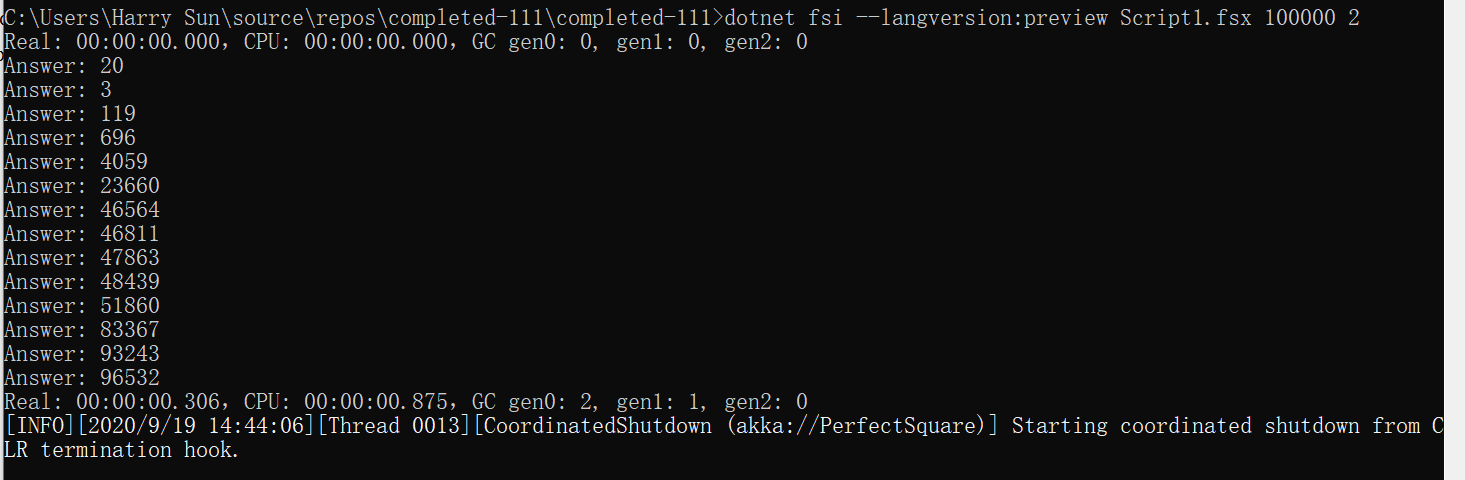 C:\Users\Harry Sun\source\repos\completed-111\completed-111>dotnet fsi --langversion:preview Script1.fsx 100000 2
Real: 00:00:00.000, CPU: 00:00:00.000, GC gen0: 0, gen1: 0, gen2: 0
Answer: 20
Answer: 3
Answer: 119
Answer: 696
Answer: 4059
Answer: 23660
Answer: 46564
Answer: 46811
Answer: 47863
Answer: 48439
Answer: 51860
Answer: 83367
Answer: 93243
Answer: 96532
Real: 00:00:00.306, CPU: 00:00:00.875, GC gen0: 2, gen1: 1, gen2: 0
[INFO][2020/9/19 14:44:06][Thread 0013][CoordinatedShutdown (akka://PerfectSquare)] Starting coordinated shutdown from C
LR termination hook.